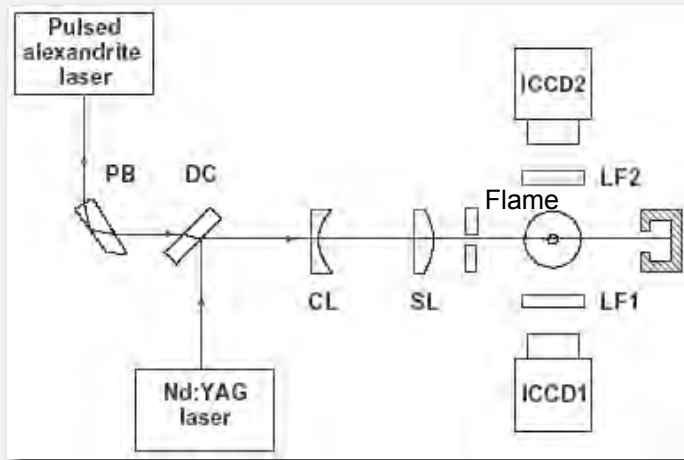 Pulsed
alexandrite
laser
ICCD2
PB
DC
LF2
Flame
CL
SL
LF1
Nd:YAG
laser
ICCD1